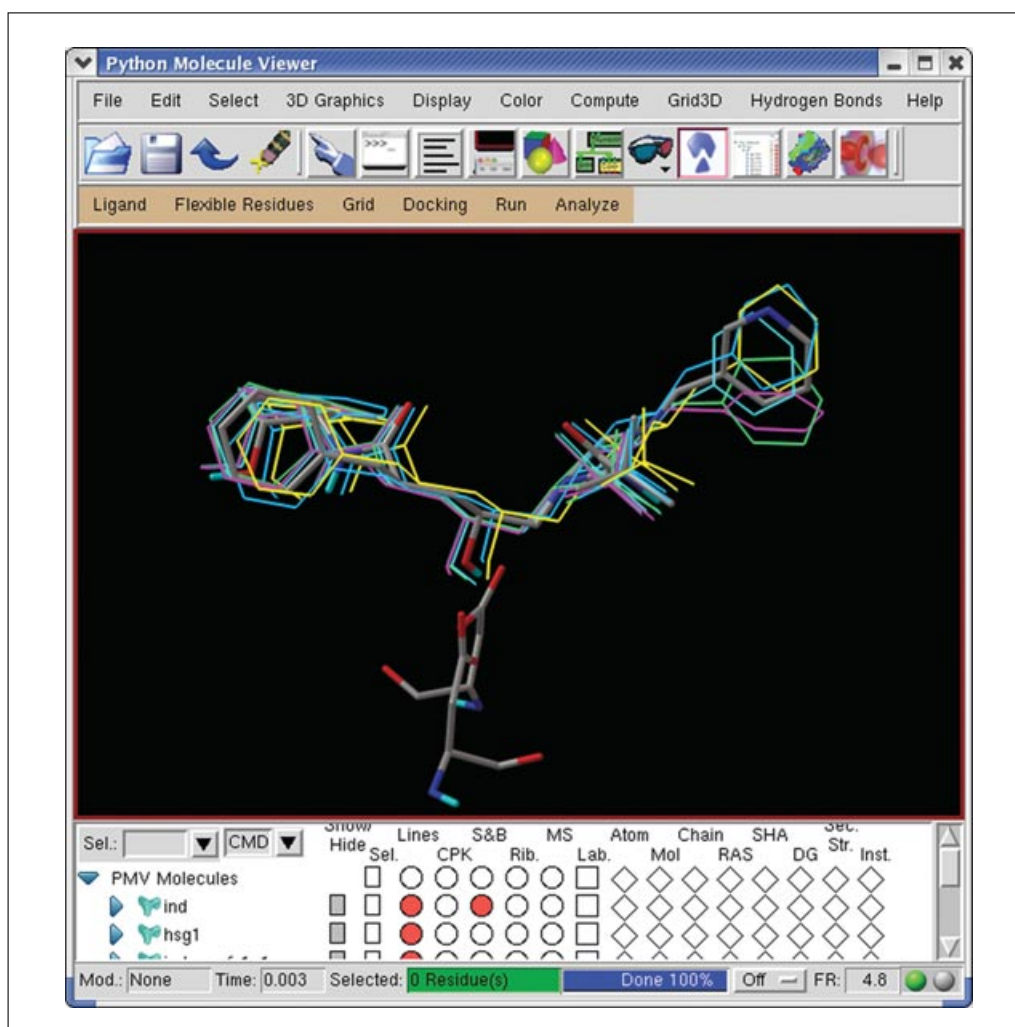 Python Molecule Viewer
File Edit Select 3D Graphics Display Color Compute Grid3D Hydrogen Bonds Help
Ligand Flexible Residues Grid Docking Run Analyze
Sel.: CMD Show/ Hide Sel. Lines CPK S&B Rib. MS Lab. Atom Mol Chain RAS SHA DG Sec. Str. Inst.
PMV Molecules
ind
hsg1
Mod.: None Time: 0.003 Selected: 0 Residue(s) Done 100% Off FR: 4.8